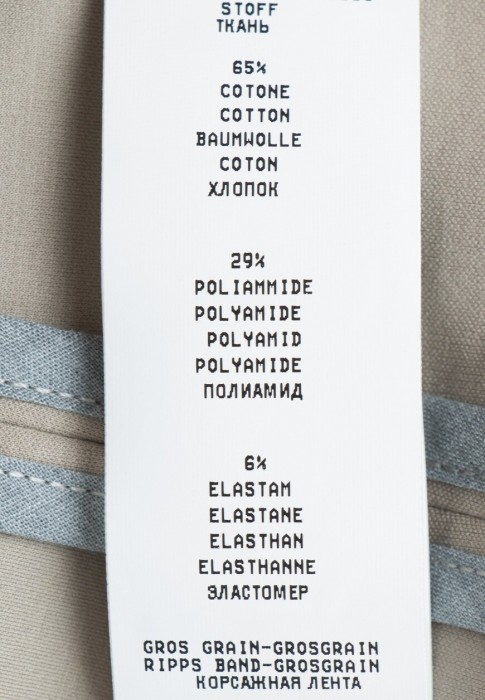 STOFF
ТКАНЬ
65%
COTONE
COTTON
BAUMWOLLE
COTON
ХЛОПОК
29%
POLIAMMIDE
POLYAMIDE
POLYAMID
POLYAMIDE
ПОЛИАМИД
6%
ELASTAM
ELASTANE
ELASTHAN
ELASTHANNE
ЭЛАСТОМЕР
GROS GRAIN-GROSGRAIN
RIPPS BAND-GROSGRAIN
КОРСАЖНАЯ ЛЕНТА